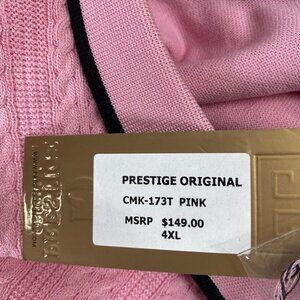 PRESTIGE ORIGINAL
CMK-173T PINK
MSRP $149.00
4XL